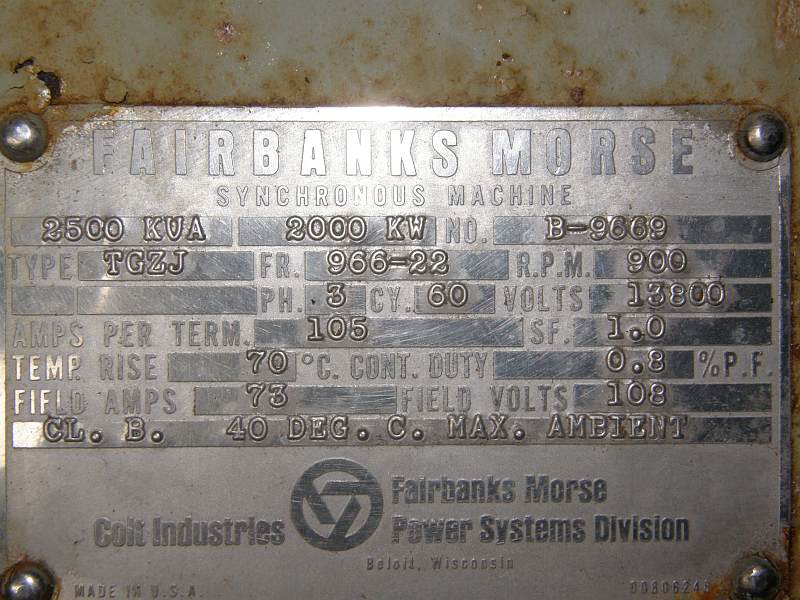 FAIRBANKS MORSE
SYNCHRONOUS MACHINE
2500 KVA 2000 KW NO. B-9669
TYPE TGZJ FR. 966-22 R.P.M. 900
PH. 3 CY. 60 VOLTS 13800
AMPS PER TERM. 105 SF. 1.0
TEMP. RISE 70 °C. CONT. DUTY 0.8 % P.F.
FIELD AMPS 73 FIELD VOLTS 108
CL. B. 40 DEG. C. MAX. AMBIENT
Colt Industries Fairbanks Morse
Power Systems Division
Beloit, Wisconsin
MADE IN U.S.A.